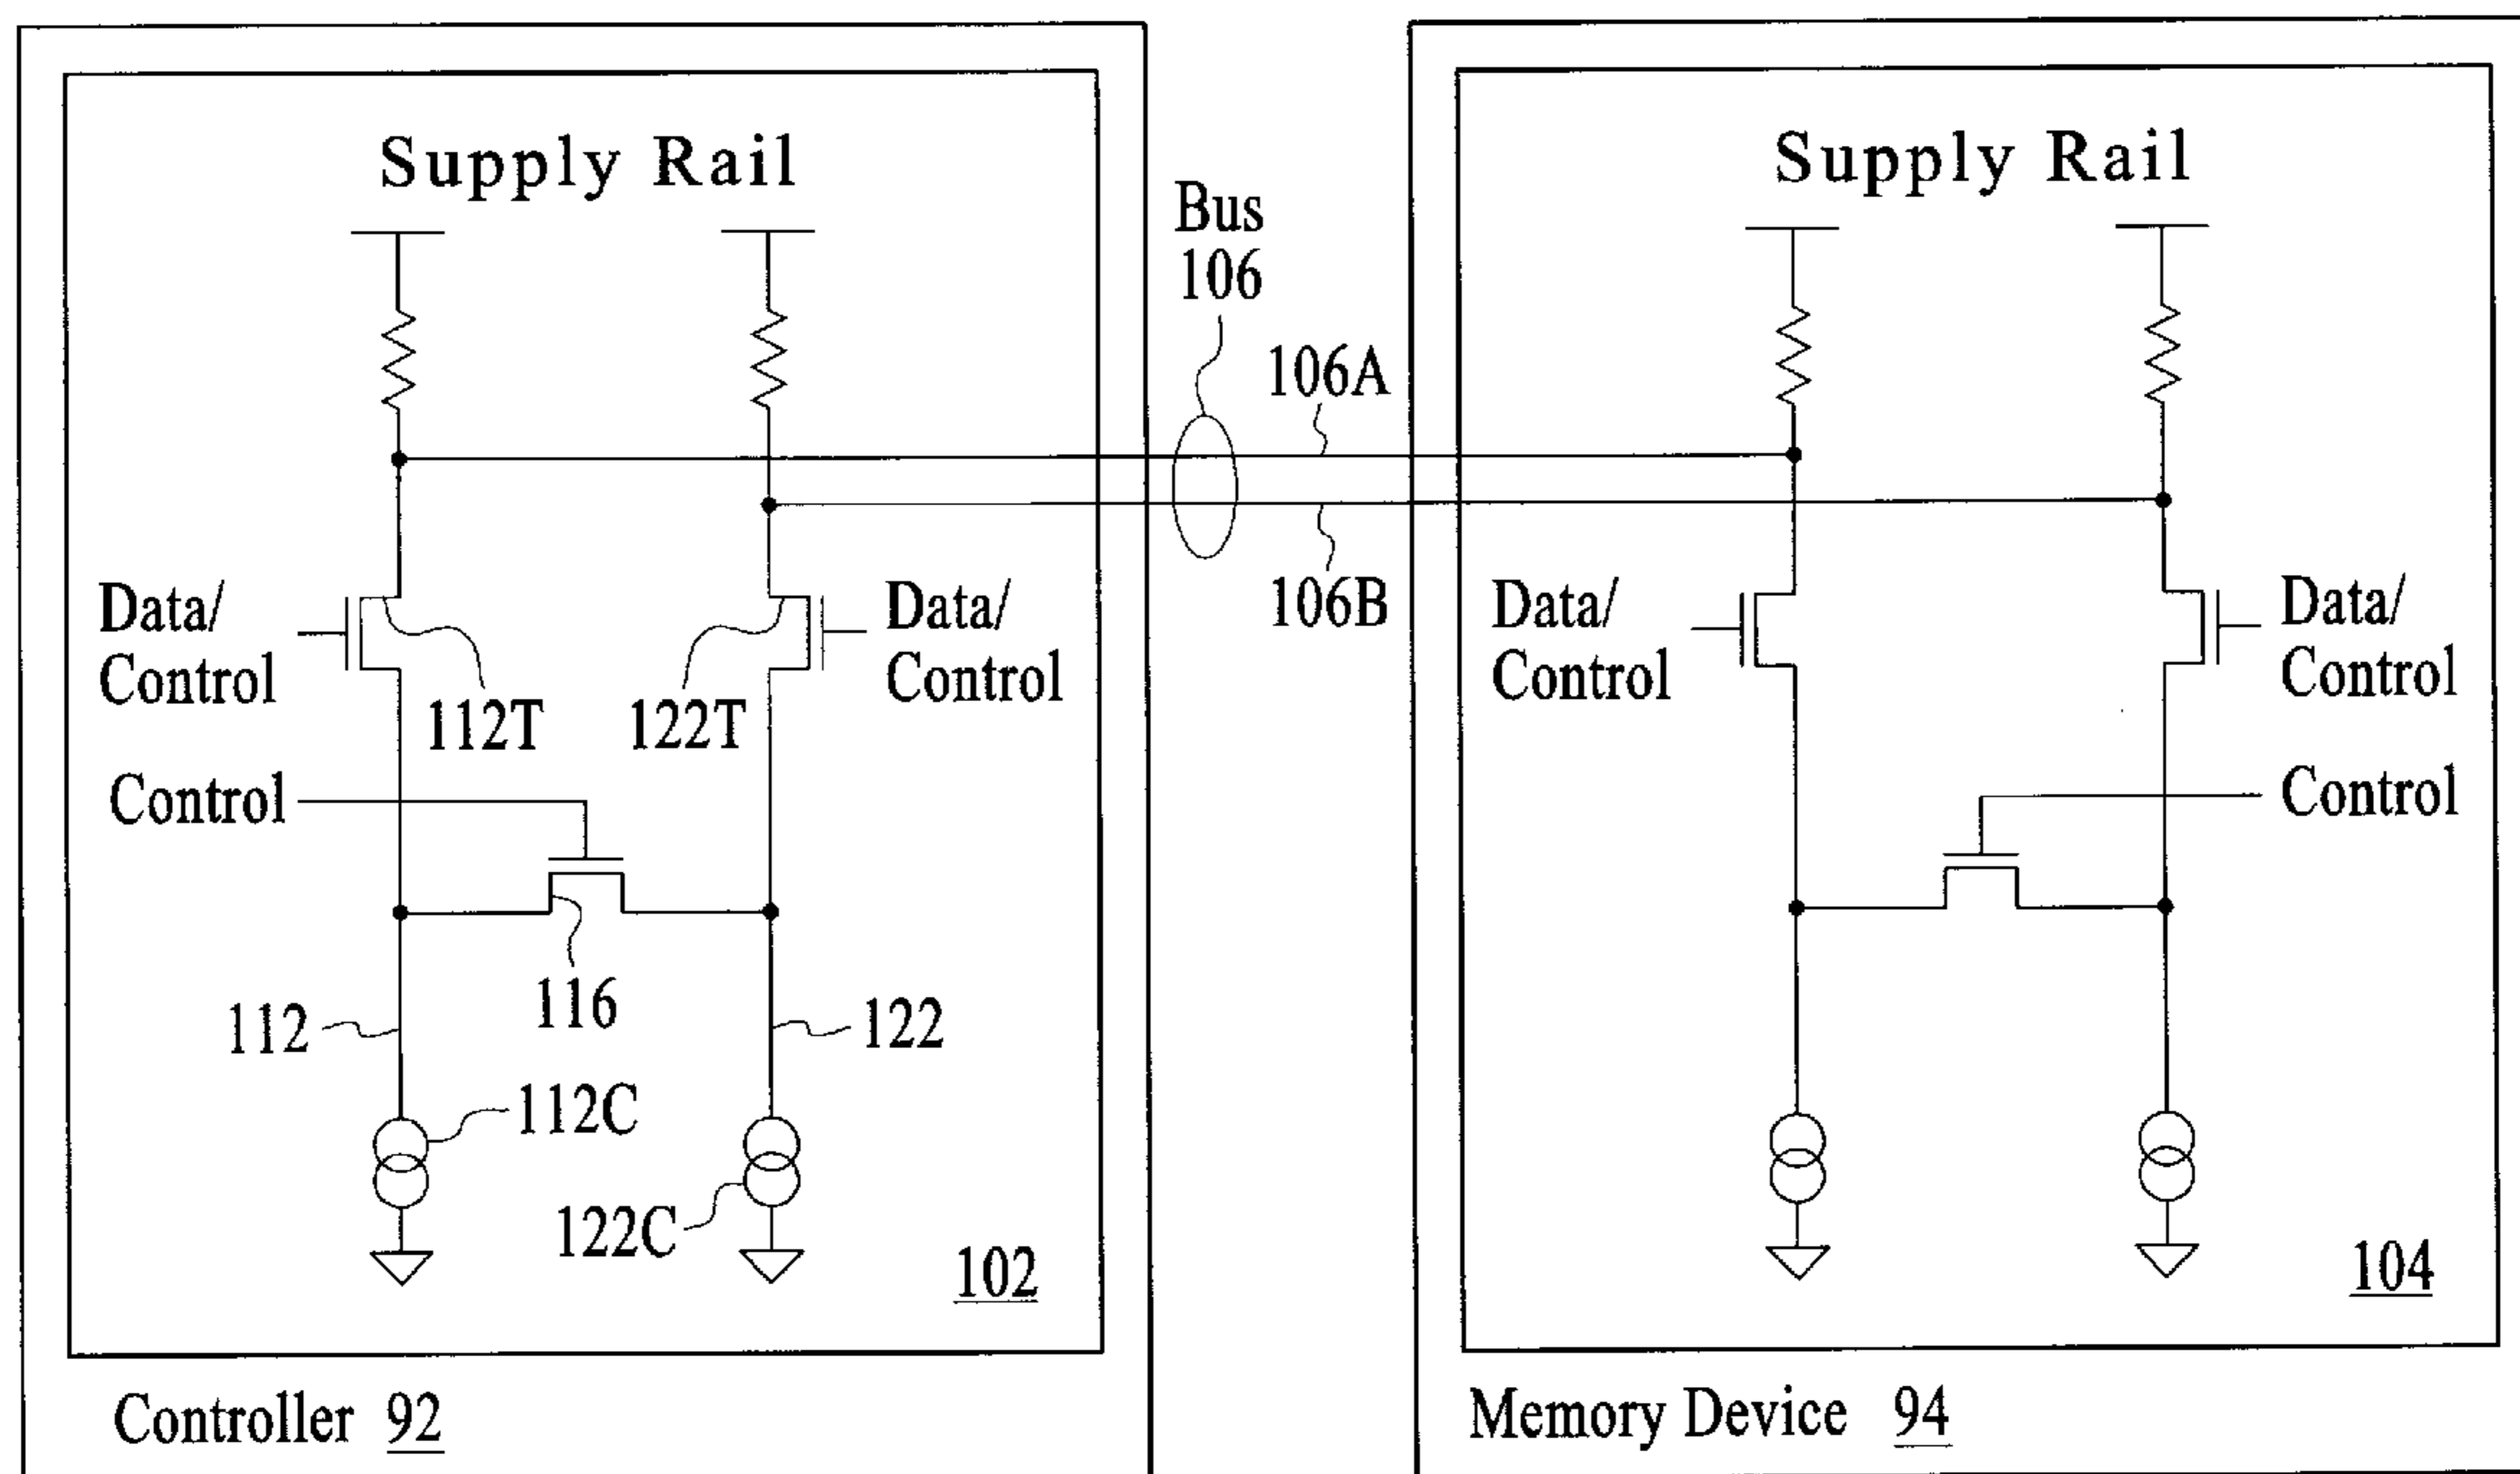 Supply Rail
Supply Rail
Bus
106
106A
106B
Data/
Control
112T
122T
Data/
Control
Data/
Control
Data/
Control
Control
Control
116
112
122
112C
122C
102
104
Controller 92
Memory Device 94